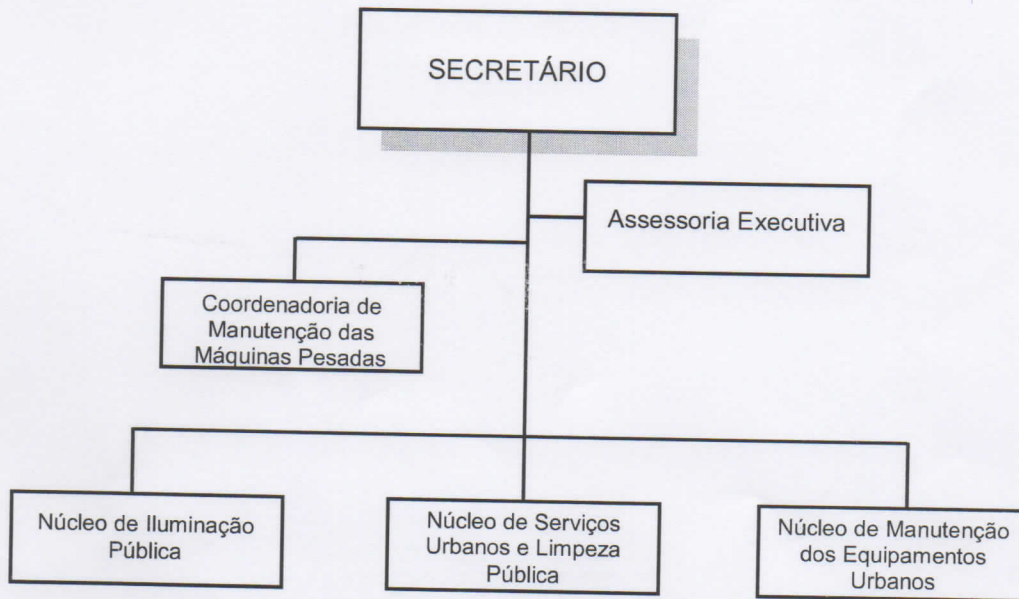 SECRETÁRIO
Assessoria Executiva
Coordenadoria de
Manutenção das
Máquinas Pesadas
Núcleo de Iluminação
Pública
Núcleo de Serviços
Urbanos e Limpeza
Pública
Núcleo de Manutenção
dos Equipamentos
Urbanos